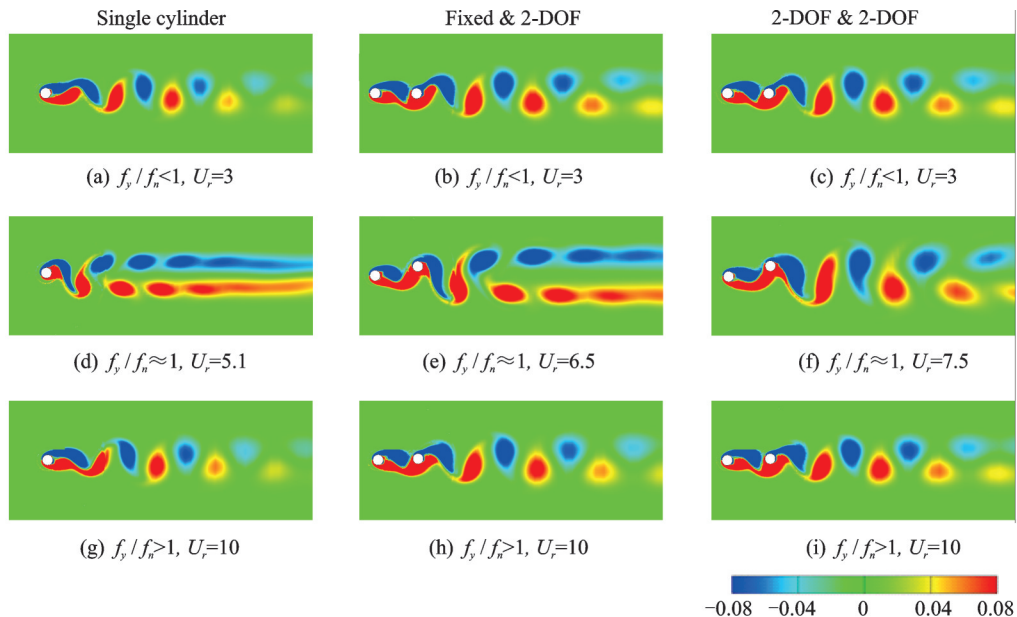 Single cylinder Fixed & 2-DOF 2-DOF & 2-DOF
(a) fy / fn<1, Ur=3 (b) fy / fn<1, Ur=3 (c) fy / fn<1, Ur=3
(d) fy / fn≈1, Ur=5.1 (e) fy / fn≈1, Ur=6.5 (f) fy / fn≈1, Ur=7.5
(g) fy / fn>1, Ur=10 (h) fy / fn>1, Ur=10 (i) fy / fn>1, Ur=10
−0.08 −0.04 0 0.04 0.08